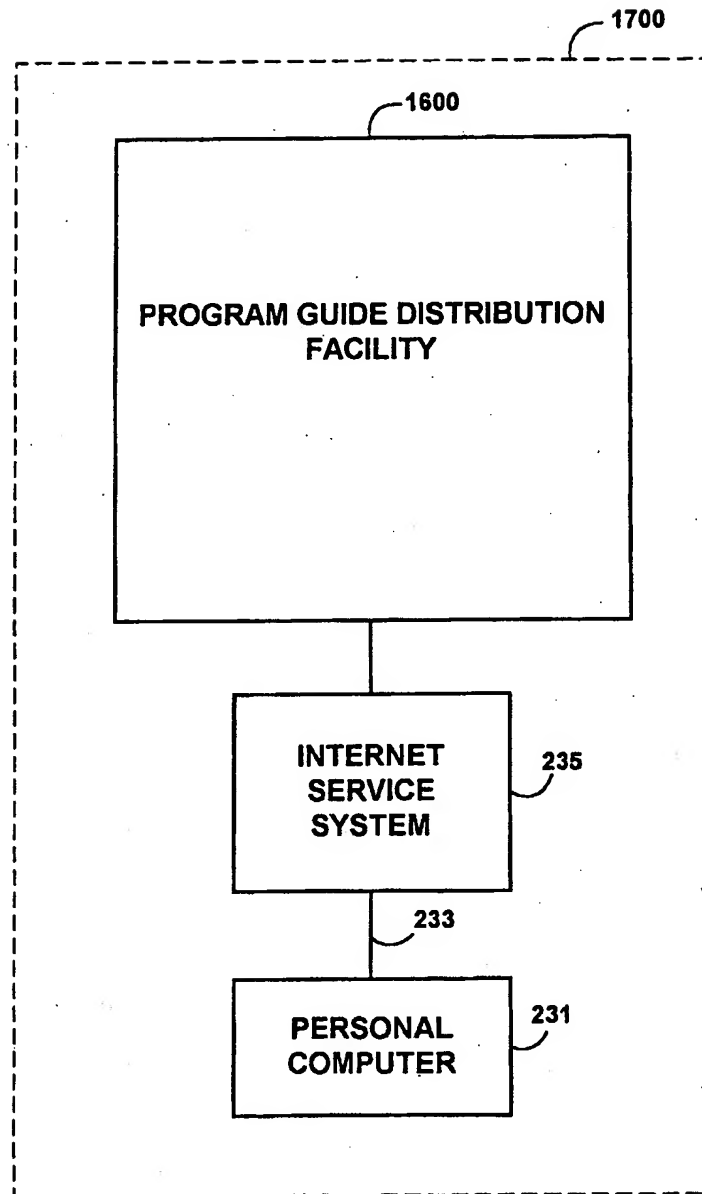 1700
1600
PROGRAM GUIDE DISTRIBUTION
FACILITY
INTERNET
SERVICE
SYSTEM
235
233
PERSONAL
COMPUTER
231